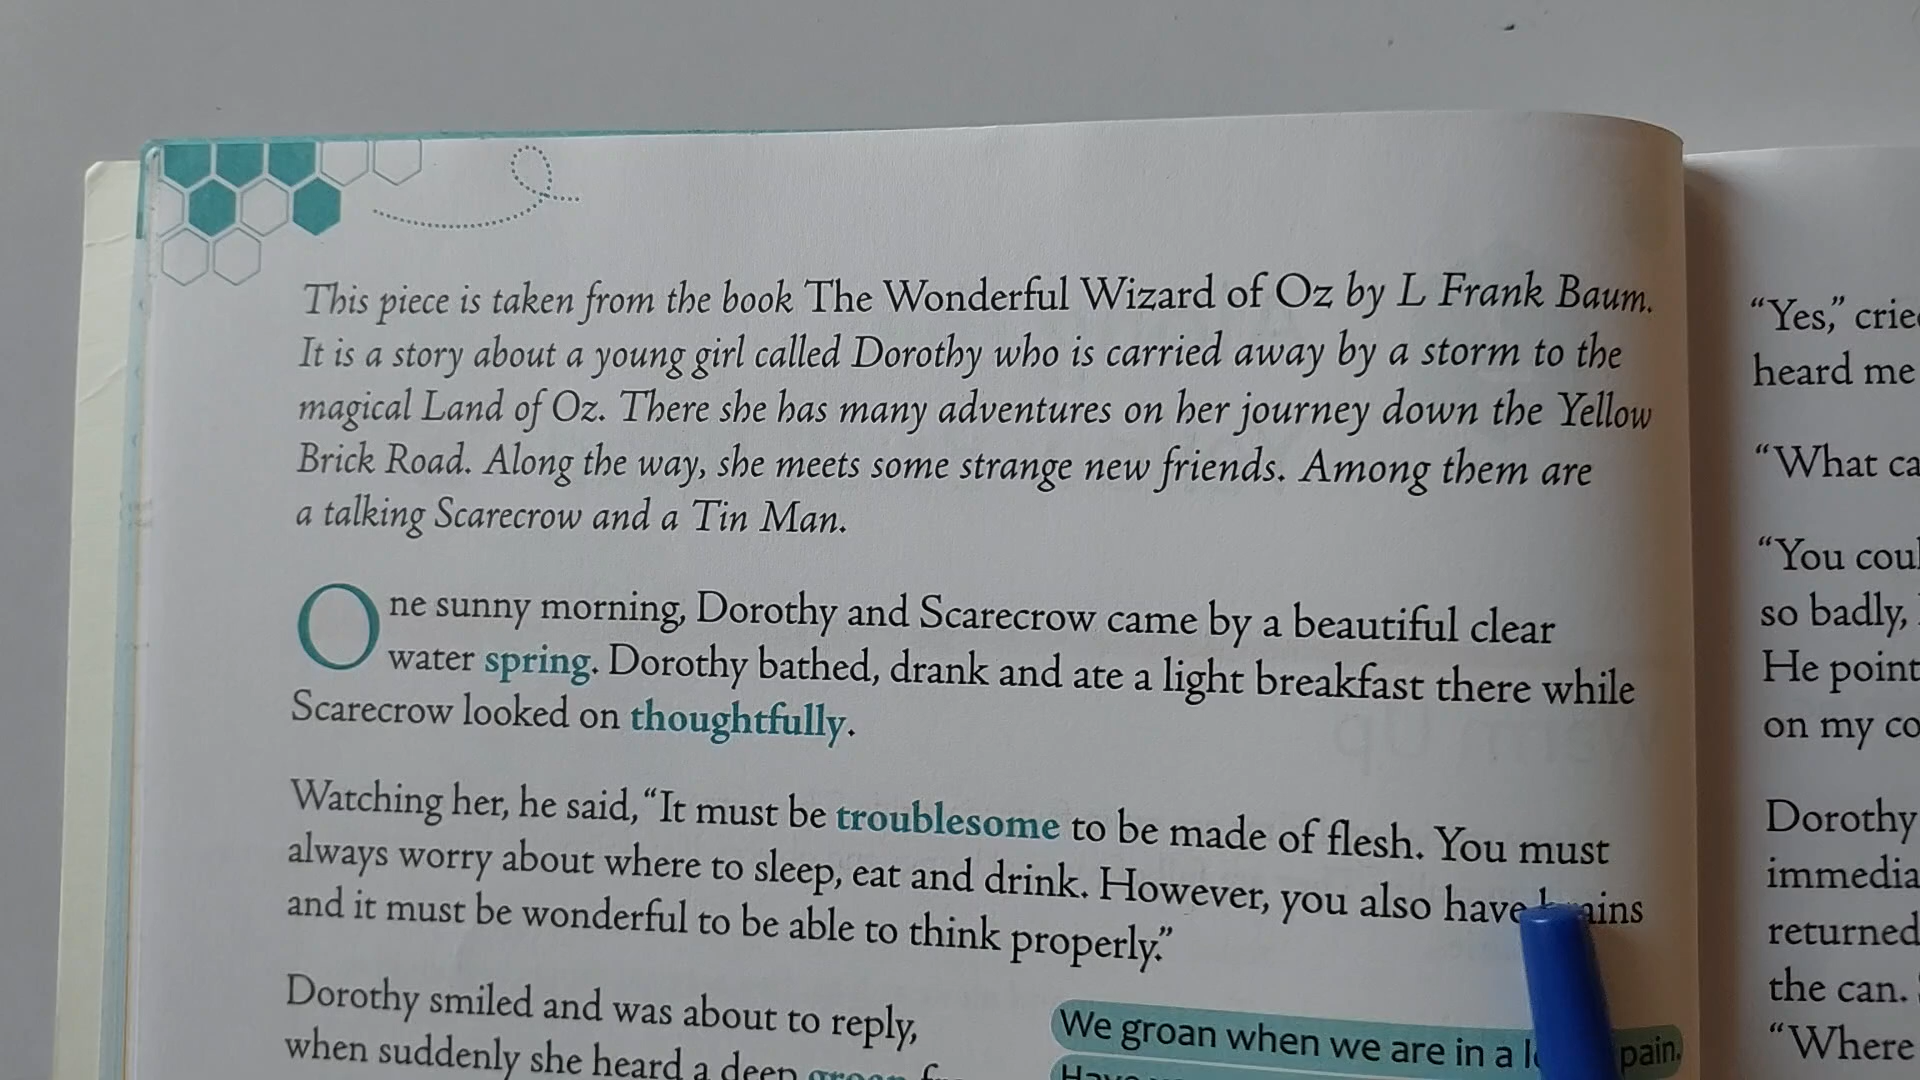 This piece is taken from the book The Wonderful Wizard of Oz by L Frank Baum.
It is a story about a young girl called Dorothy who is carried away by a storm to the
magical Land of Oz. There she has many adventures on her journey down the Yellow
Brick Road. Along the way, she meets some strange new friends. Among them are
a talking Scarecrow and a Tin Man.
One sunny morning, Dorothy and Scarecrow came by a beautiful clear
water spring. Dorothy bathed, drank and ate a light breakfast there while
Scarecrow looked on thoughtfully.
Watching her, he said, “It must be troublesome to be made of flesh. You must
always worry about where to sleep, eat and drink. However, you also have brains
and it must be wonderful to be able to think properly.”
Dorothy smiled and was about to reply,
when suddenly she heard a deep groan
We groan when we are in a pain.
“Yes,”
heard me
“What
“You
so badly,
He
on my
Dorothy
returned
the can.
“Where